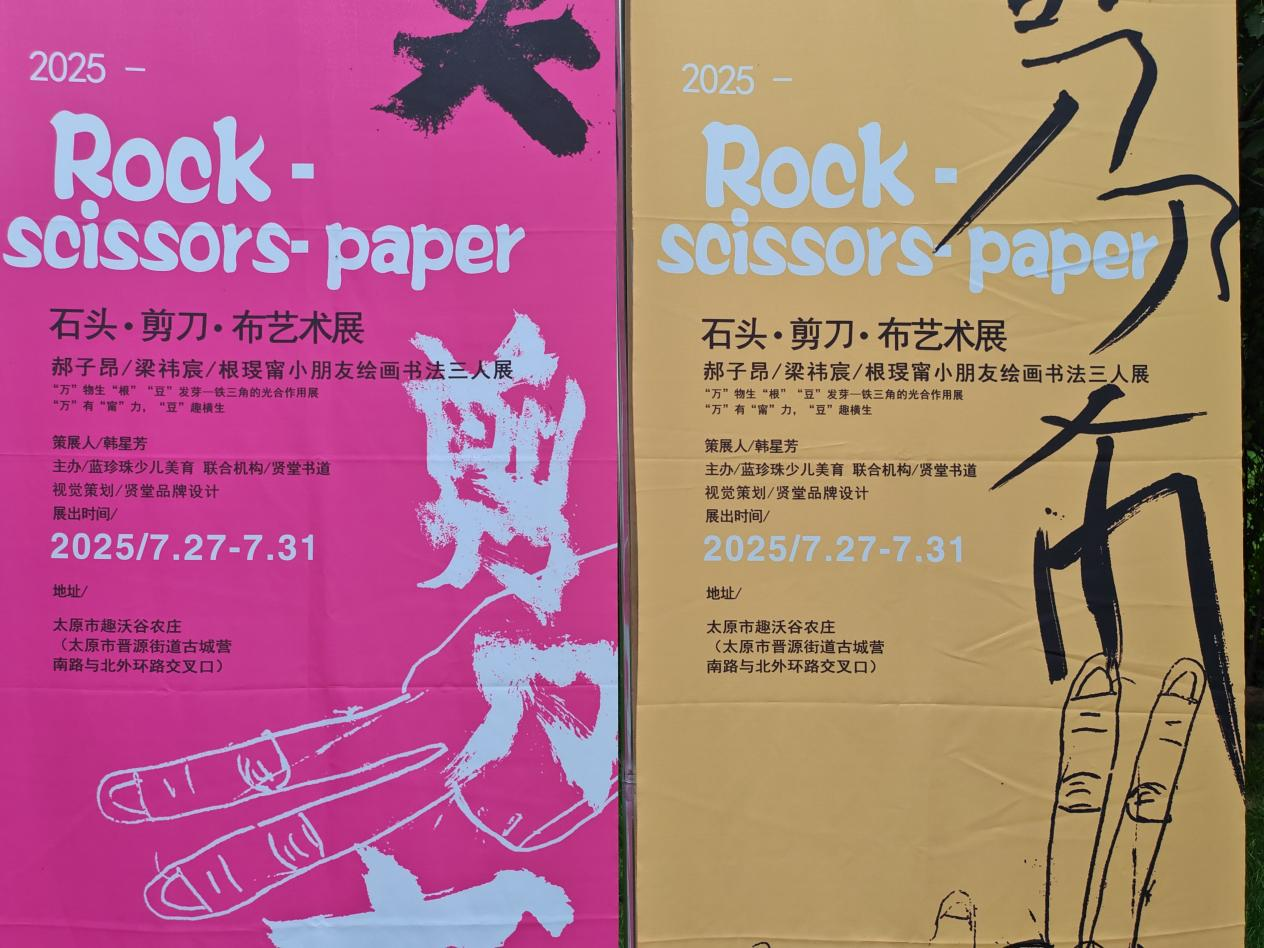 2025 -
Rock -
scissors- paper
石头·剪刀·布艺术展
郝子昂/梁祎宸/根瑷甯小朋友绘画书法三人展
“万”物生“根” “豆”发芽—铁三角的光合作用展
“万”有“甯”力，“豆”趣横生
策展人/韩星芳
主办/蓝珍珠少儿美育 联合机构/贤堂书道
视觉策划/贤堂品牌设计
展出时间/
2025/7.27-7.31
地址/
太原市趣沃谷农庄
（太原市晋源街道古城营
南路与北外环路交叉口）
剪
刀
2025 -
Rock -
scissors- paper
石头·剪刀·布艺术展
郝子昂/梁祎宸/根瑷甯小朋友绘画书法三人展
“万”物生“根” “豆”发芽—铁三角的光合作用展
“万”有“甯”力，“豆”趣横生
策展人/韩星芳
主办/蓝珍珠少儿美育 联合机构/贤堂书道
视觉策划/贤堂品牌设计
展出时间/
2025/7.27-7.31
地址/
太原市趣沃谷农庄
（太原市晋源街道古城营
南路与北外环路交叉口）
刀
布